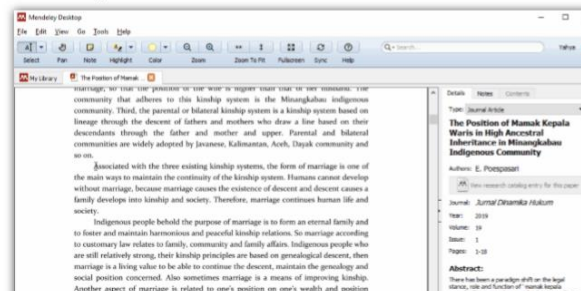 Mendeley Desktop
File Edit View Go Tools Help
Select Pan Note Highlight Color Zoom Zoom To Fit Fullscreen Sync Help
Search...
Yahya
My Library The Position of Mamak...
marriage, so that the position of the wife is higher than that of her husband. The
community that adheres to this kinship system is the Minangkabau indigenous
community. Third, the parental or bilateral kinship system is a kinship system based on
lineage through the descent of fathers and mothers who draw a line based on their
descendants through the father and mother and upper. Parental and bilateral
communities are widely adopted by Javanese, Kalimantan, Aceh, Dayak community and
so on.
Associated with the three existing kinship systems, the form of marriage is one of
the main ways to maintain the continuity of the kinship system. Humans cannot develop
without marriage, because marriage causes the existence of descent and descent causes a
family develops into kinship and society. Therefore, marriage continues human life and
society.
Indigenous people behold the purpose of marriage is to form an eternal family and
to foster and maintain harmonious and peaceful kinship relations. So marriage according
to customary law relates to family, community and family affairs. Indigenous people who
are still relatively strong, their kinship principles are based on genealogical descent, then
marriage is a living value to be able to continue the descent, maintain the genealogy and
social position concerned. Also sometimes marriage is a means of improving kinship.
Another aspect of marriage is related to one's position on one's wealth and position
Details Notes Contents
Type: Journal Article
The Position of Mamak Kepala
Waris in High Ancestral
Inheritance in Minangkabau
Indigenous Community
Authors: E. Poespasari
View research catalog entry for this paper
Journal: Jurnal Dinamika Hukum
Year: 2019
Volume: 19
Issue: 1
Pages: 1-18
Abstract:
There has been a paradigm shift on the legal
stance, role and function of "mamak kepala